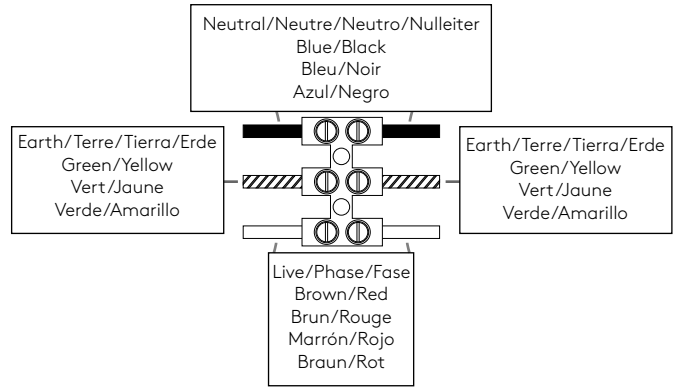 Neutral/Neutre/Neutro/Nulleiter
Blue/Black
Bleu/Noir
Azul/Negro
Earth/Terre/Tierra/Erde
Green/Yellow
Vert/Jaune
Verde/Amarillo
Earth/Terre/Tierra/Erde
Green/Yellow
Vert/Jaune
Verde/Amarillo
Live/Phase/Fase
Brown/Red
Brun/Rouge
Marrón/Rojo
Braun/Rot